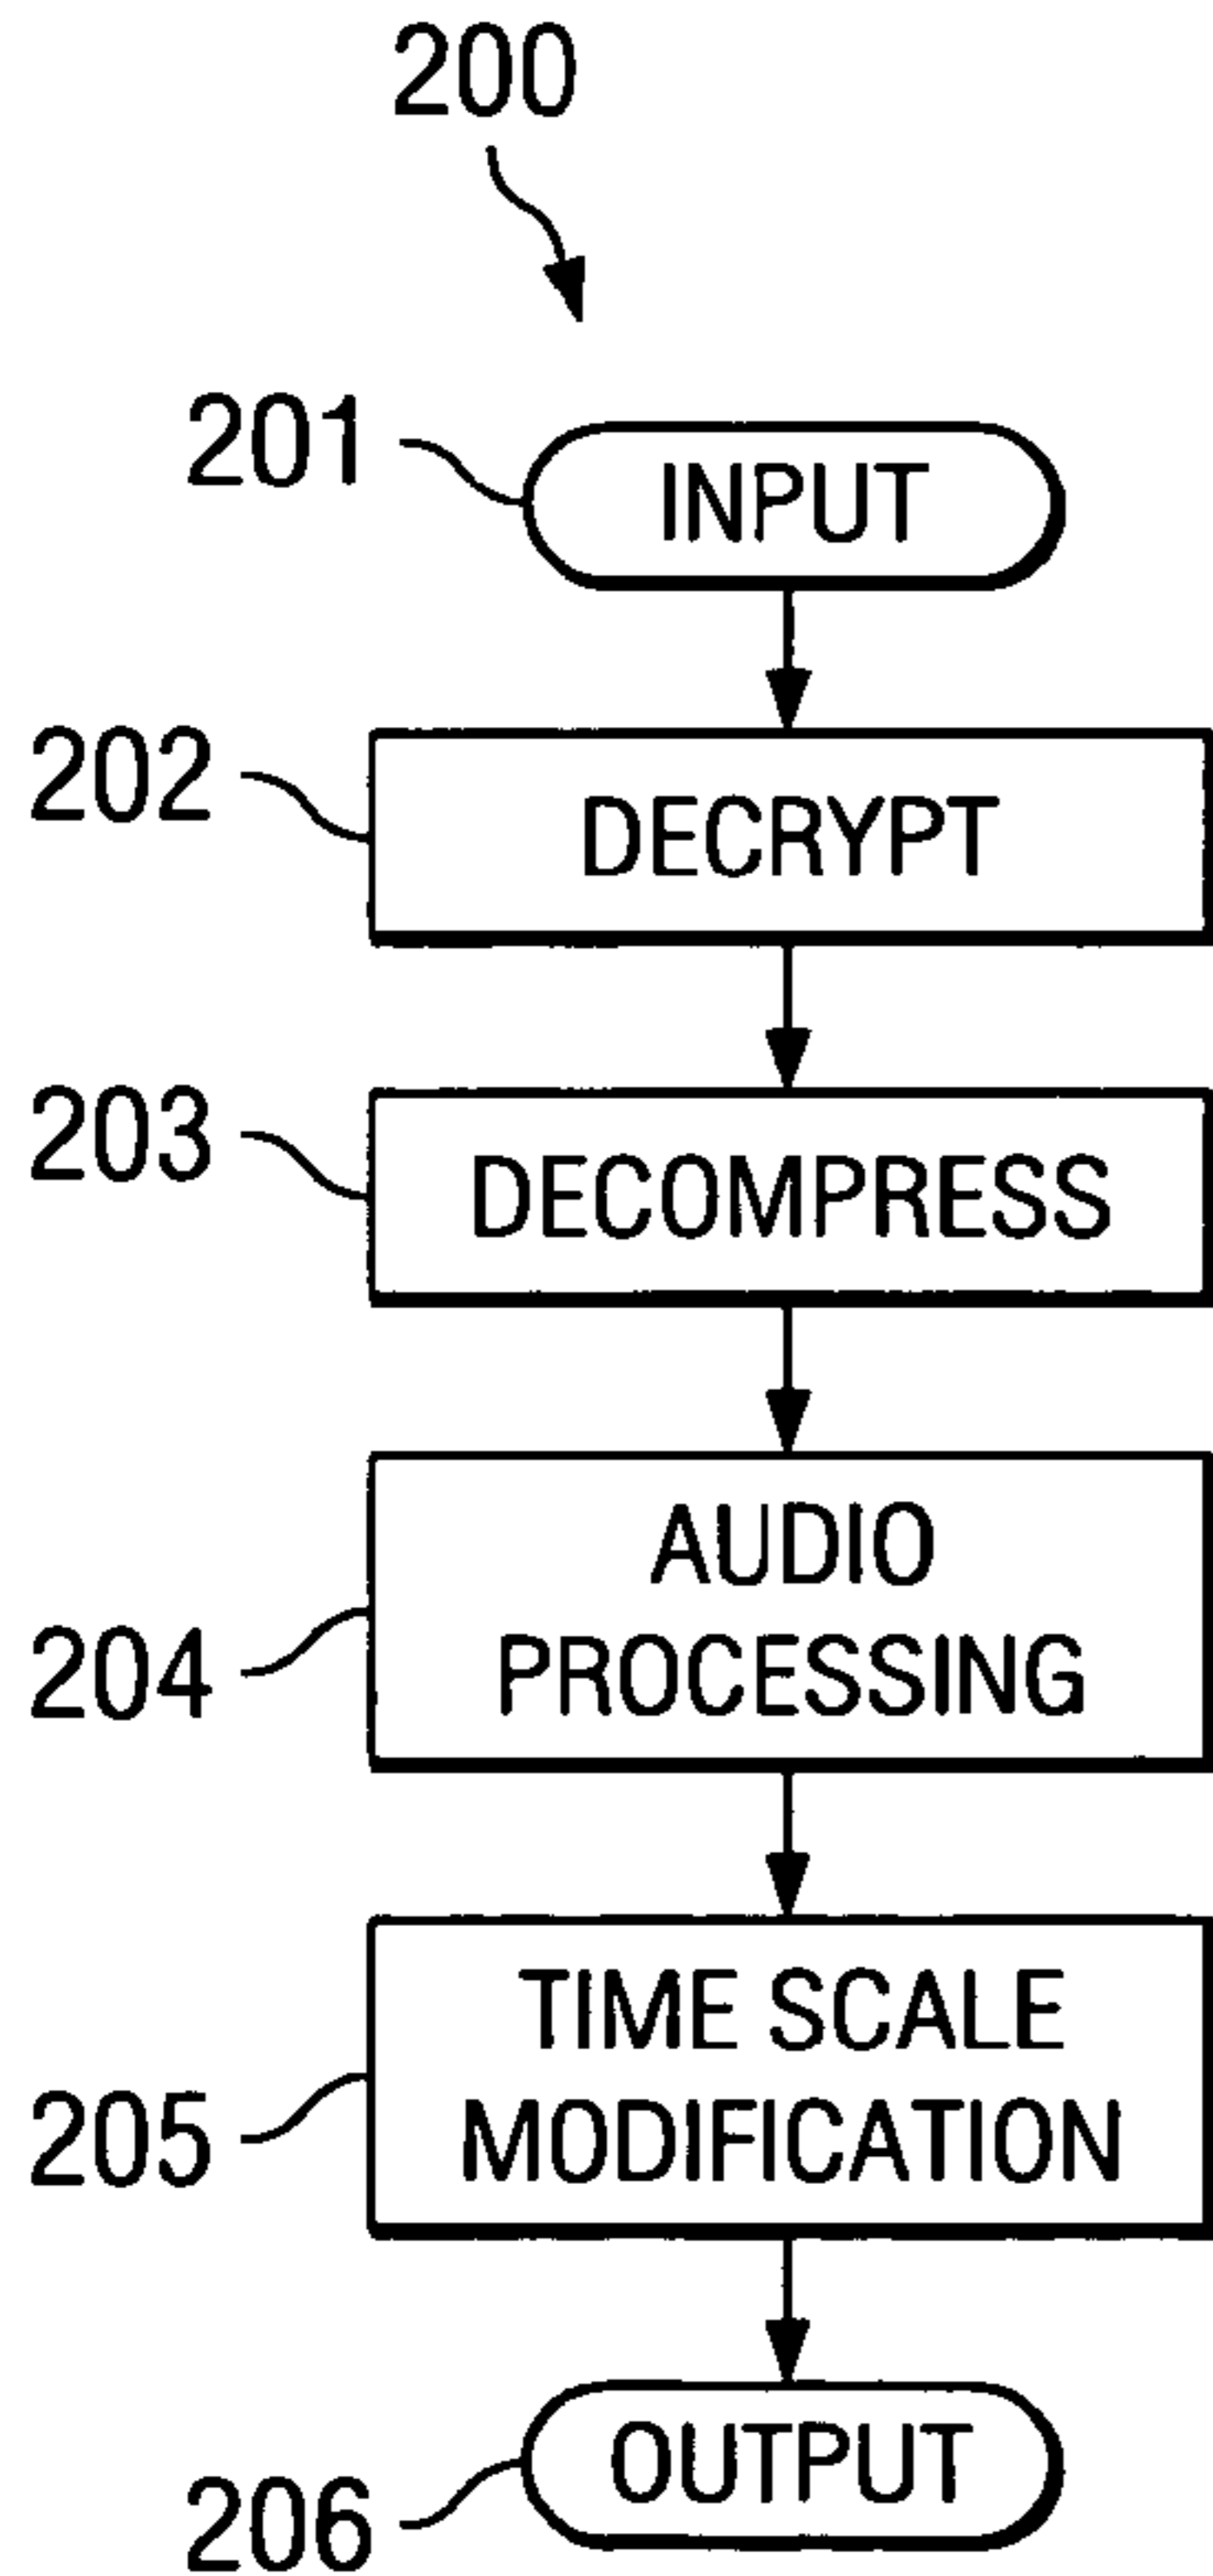 200
201
INPUT
202
DECRYPT
203
DECOMPRESS
204
AUDIO
PROCESSING
205
TIME SCALE
MODIFICATION
206
OUTPUT